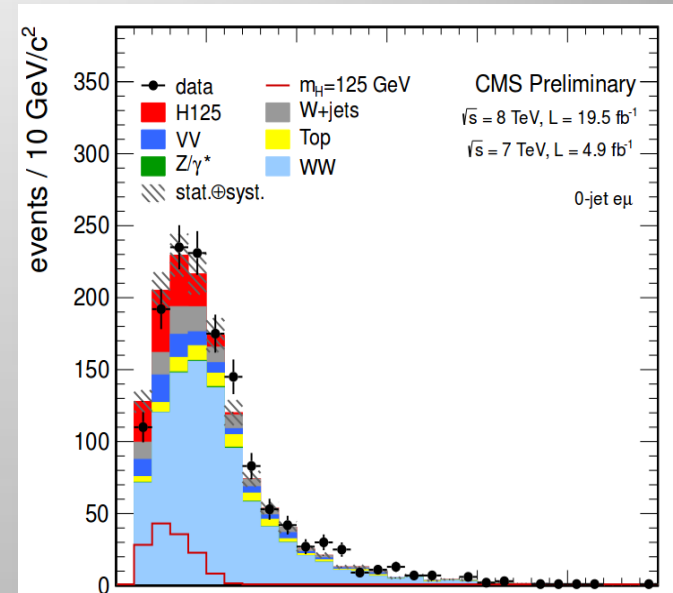 events / 10 GeV/c²
350
300
250
200
150
100
50
0
data
H125
VV
Z/γ*
stat.⊕syst.
m_H=125 GeV
W+jets
Top
WW
CMS Preliminary
√s = 8 TeV, L = 19.5 fb⁻¹
√s = 7 TeV, L = 4.9 fb⁻¹
0-jet eμ